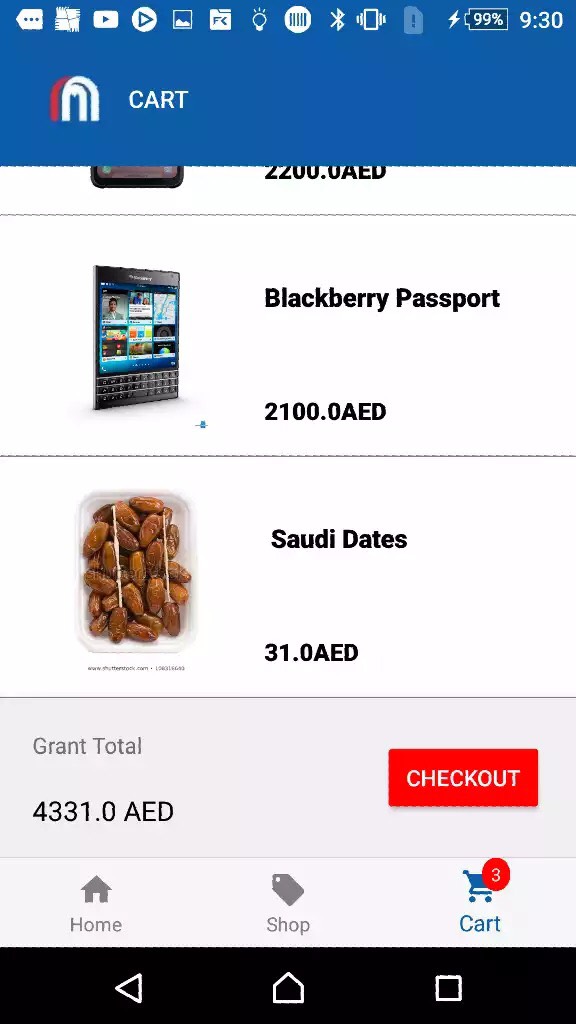 99% 9:30
CART
2200.0AED
Blackberry Passport
2100.0AED
Saudi Dates
31.0AED
www.shutterstock.com •
Grant Total
CHECKOUT
4331.0 AED
3
Home
Shop
Cart